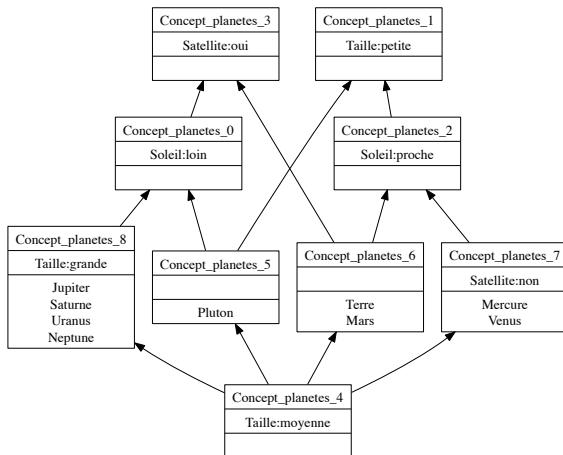 Concept_planetes_3
Satellite:oui
Concept_planetes_1
Taille:petite
Concept_planetes_0
Soleil:loin
Concept_planetes_2
Soleil:proche
Concept_planetes_8
Taille:grande
Jupiter
Saturne
Uranus
Neptune
Concept_planetes_5
Pluton
Concept_planetes_6
Terre
Mars
Concept_planetes_7
Satellite:non
Mercure
Venus
Concept_planetes_4
Taille:moyenne